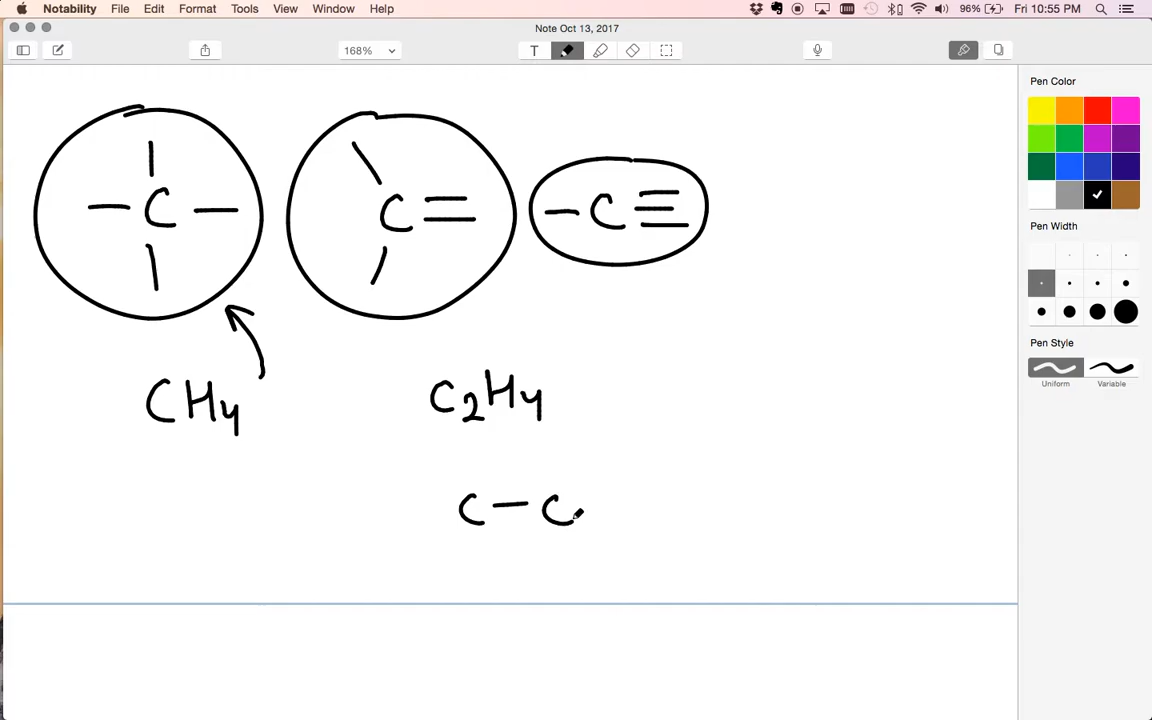 Notability File Edit Format Tools View Window Help 96% Fri 10:55 PM
Note Oct 13, 2017
168% T
Pen Color
Pen Width
Pen Style
Uniform Variable
C C C
CH4 C2H4
C - C